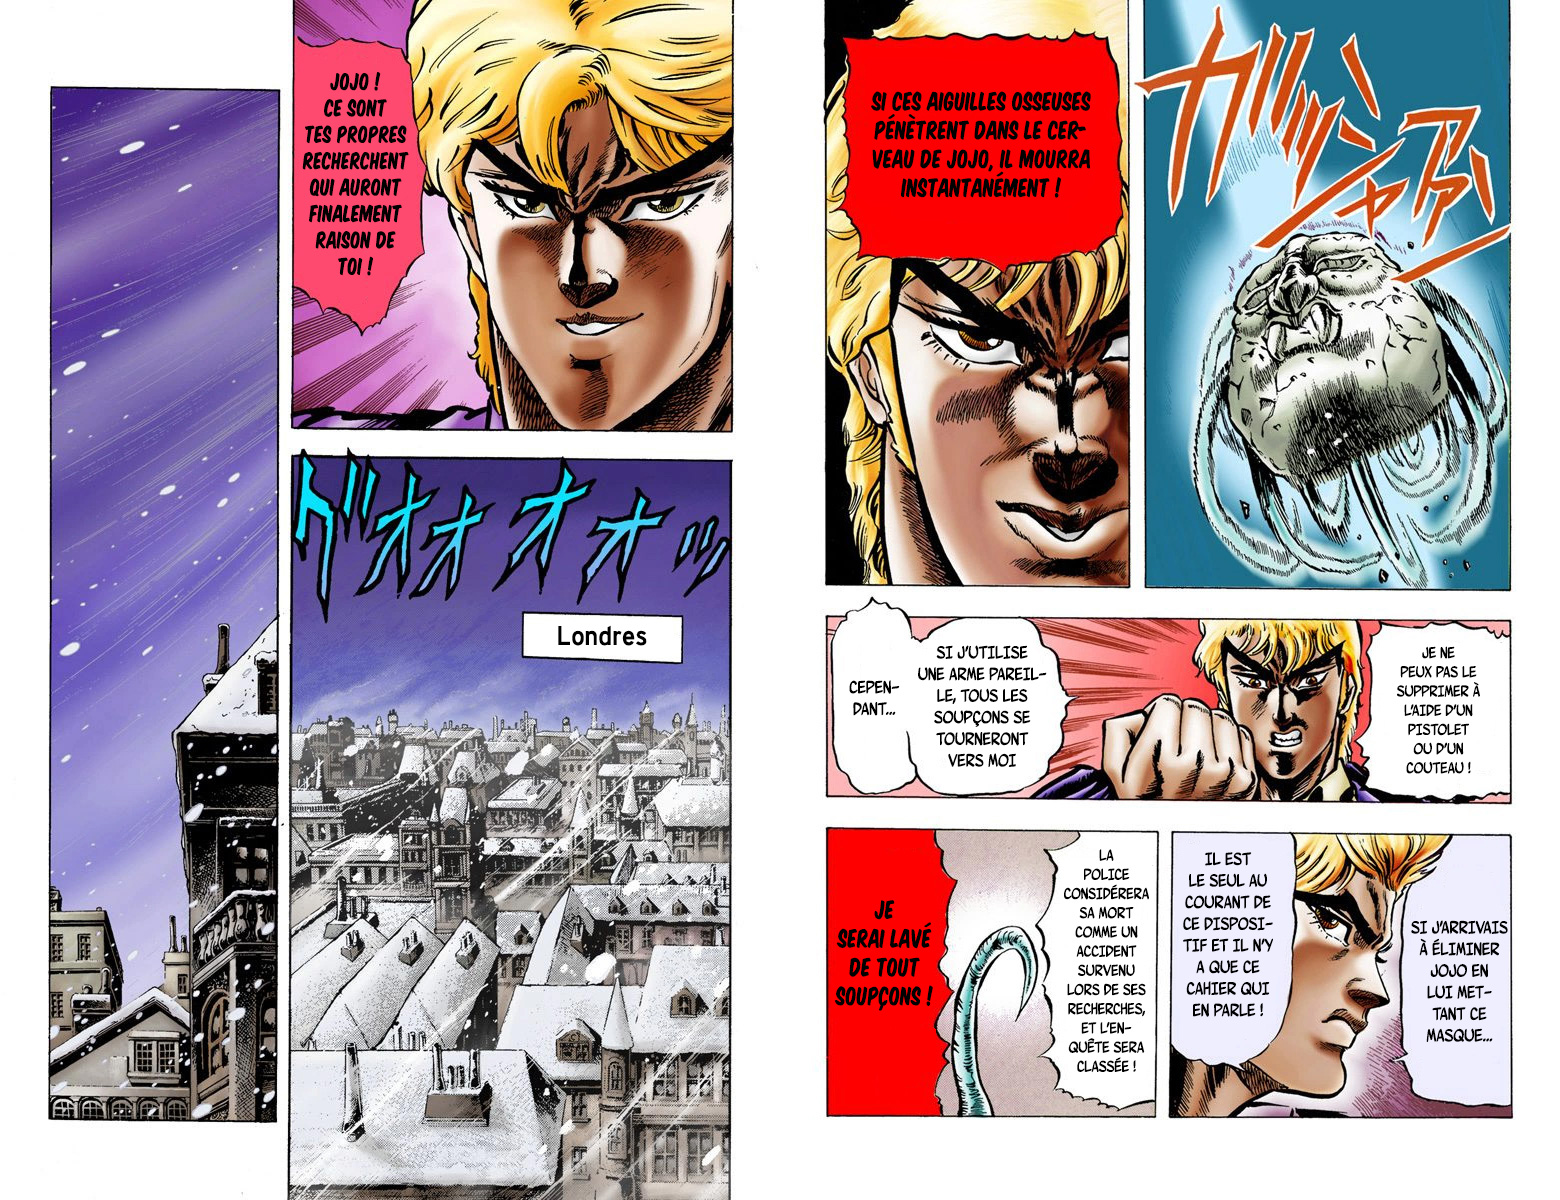 ガッシャァン
SI CES AIGUILLES OSSEUSES
PÉNÈTRENT DANS LE CER-
VEAU DE JOJO, IL MOURRA
INSTANTANÉMENT !
JE NE
PEUX PAS LE
SUPPRIMER À
L'AIDE D'UN
PISTOLET
OU D'UN
COUTEAU !
SI J'UTILISE
UNE ARME PAREIL-
LE, TOUS LES
SOUPÇONS SE
TOURNERONT
VERS MOI
CEPEN-
DANT...
SI J'ARRIVAIS
À ÉLIMINER
JOJO EN
LUI MET-
TANT CE
MASQUE...
IL EST
LE SEUL AU
COURANT DE
CE DISPOSI-
TIF ET IL N'Y
A QUE CE
CAHIER QUI
EN PARLE !
LA
POLICE
CONSIDÉRERA
SA MORT
COMME UN
ACCIDENT
SURVENU
LORS DE SES
RECHERCHES,
ET L'EN-
QUÊTE SERA
CLASSÉE !
JE
SERAI LAVÉ
DE TOUT
SOUPÇONS !
JOJO !
CE SONT
TES PROPRES
RECHERCHENT
QUI AURONT
FINALEMENT
RAISON DE
TOI !
ゲオオオオッ
Londres